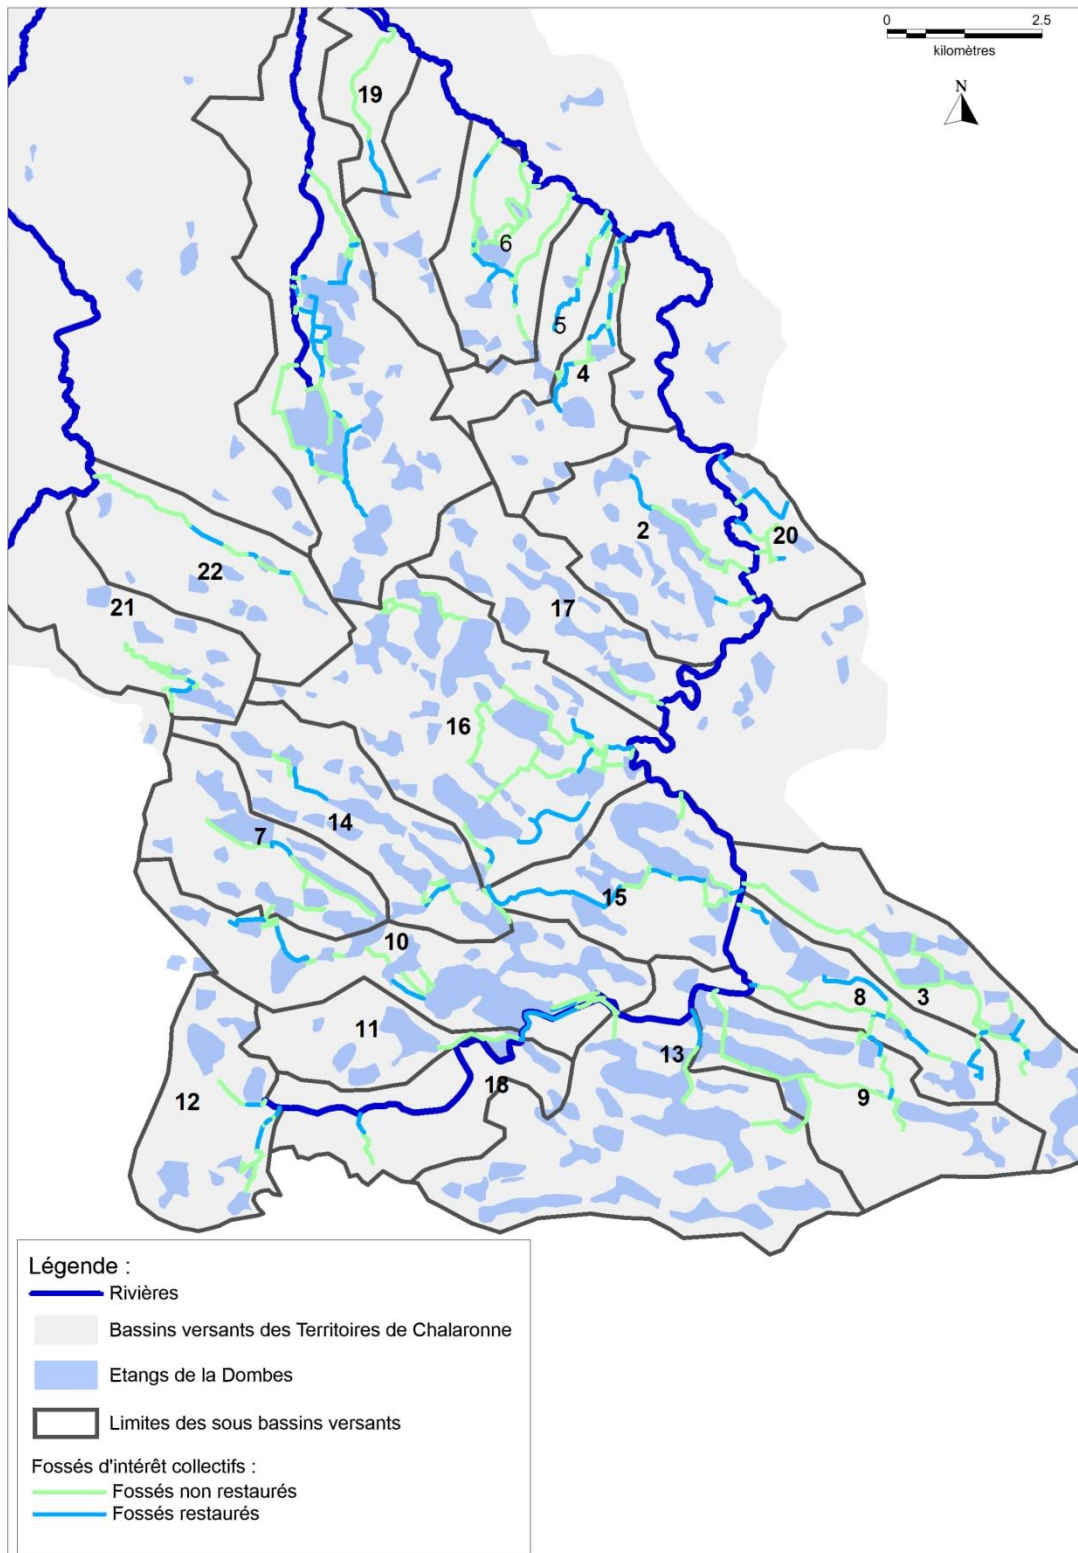 0 2.5
kilomètres
N
19
6
5
4
2
20
22
17
21
16
14
7
15
10
8
3
11
13
18
12
9
Légende :
Rivières
Bassins versants des Territoires de Chalaronne
Etangs de la Dombes
Limites des sous bassins versants
Fossés d'intérêt collectifs :
Fossés non restaurés
Fossés restaurés